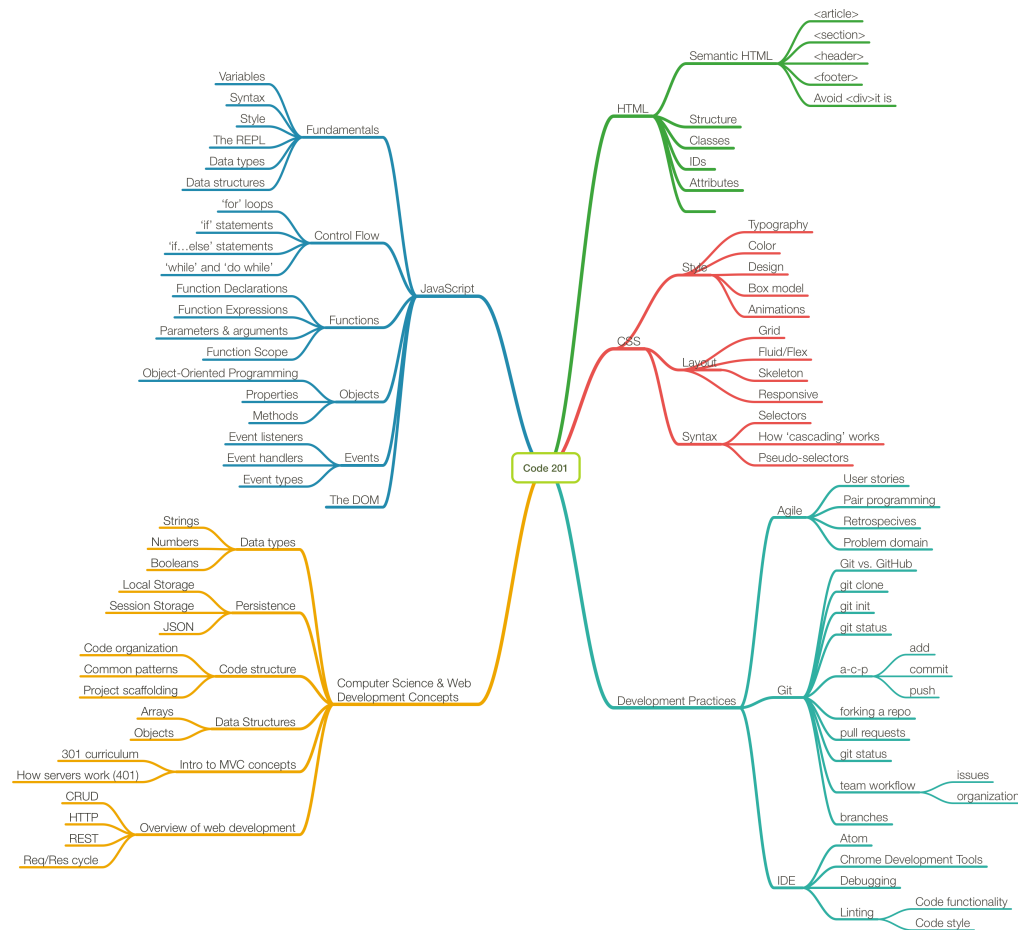 Code 201
HTML
Semantic HTML
<article>
<section>
<header>
<footer>
Avoid <div>it is
Structure
Classes
IDs
Attributes
CSS
Style
Typography
Color
Design
Box model
Animations
Layout
Grid
Fluid/Flex
Skeleton
Responsive
Syntax
Selectors
How ‘cascading’ works
Pseudo-selectors
Development Practices
Agile
User stories
Pair programming
Retrospecives
Problem domain
Git
Git vs. GitHub
git clone
git init
git status
a-c-p
add
commit
push
forking a repo
pull requests
git status
team workflow
issues
organization
branches
IDE
Atom
Chrome Development Tools
Debugging
Linting
Code functionality
Code style
JavaScript
Fundamentals
Variables
Syntax
Style
The REPL
Data types
Data structures
Control Flow
‘for’ loops
‘if’ statements
‘if...else’ statements
‘while’ and ‘do while’
Functions
Function Declarations
Function Expressions
Parameters & arguments
Function Scope
Objects
Object-Oriented Programming
Properties
Methods
Events
Event listeners
Event handlers
Event types
The DOM
Computer Science & Web
Development Concepts
Data types
Strings
Numbers
Booleans
Persistence
Local Storage
Session Storage
JSON
Code structure
Code organization
Common patterns
Project scaffolding
Data Structures
Arrays
Objects
Intro to MVC concepts
301 curriculum
How servers work (401)
Overview of web development
CRUD
HTTP
REST
Req/Res cycle